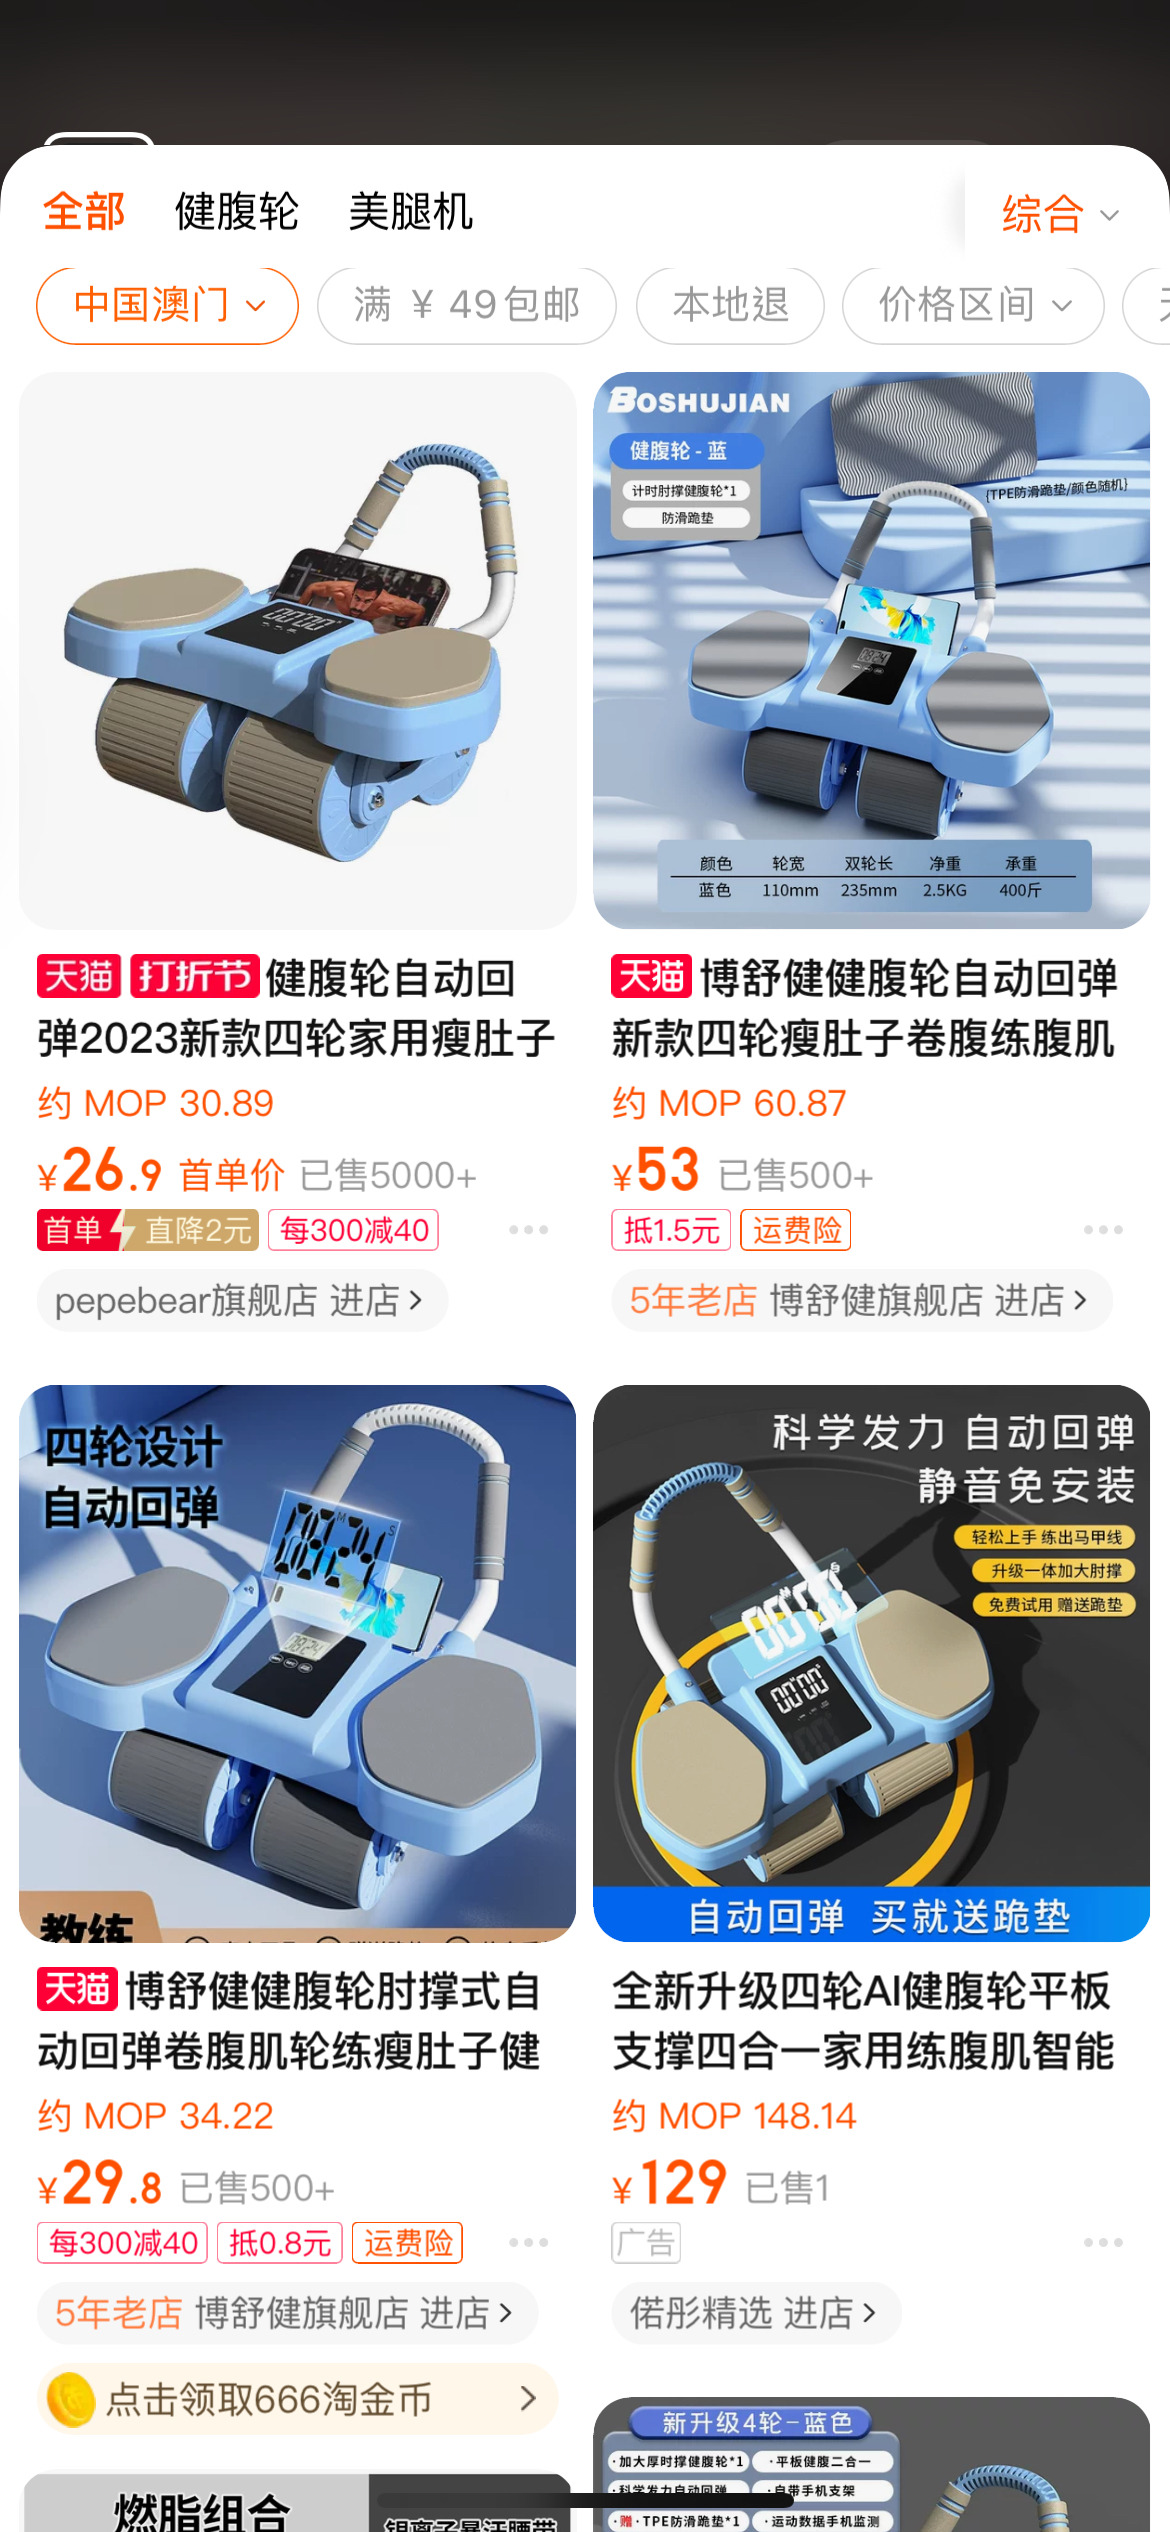 全部 健腹轮 美腿机 综合
中国澳门 满 ¥ 49包邮 本地退 价格区间
BOSHUJIAN
健腹轮 - 蓝
计时肘撑健腹轮*1
防滑跪垫
{TPE防滑跪垫/颜色随机}
颜色 轮宽 双轮长 净重 承重
蓝色 110mm 235mm 2.5KG 400斤
天猫 打折节 健腹轮自动回
弹2023新款四轮家用瘦肚子
约 MOP 30.89
¥26.9 首单价 已售5000+
首单 直降2元 每300减40
pepebear旗舰店 进店
天猫 博舒健健腹轮自动回弹
新款四轮瘦肚子卷腹练腹肌
约 MOP 60.87
¥53 已售500+
抵1.5元 运费险
5年老店 博舒健旗舰店 进店
四轮设计
自动回弹
教练
天猫 博舒健健腹轮肘撑式自
动回弹卷腹肌轮练瘦肚子健
约 MOP 34.22
¥29.8 已售500+
每300减40 抵0.8元 运费险
5年老店 博舒健旗舰店 进店
点击领取666淘金币
科学发力 自动回弹
静音免安装
轻松上手 练出马甲线
升级一体加大肘撑
免费试用 赠送跪垫
00:00
自动回弹 买就送跪垫
全新升级四轮AI健腹轮平板
支撑四合一家用练腹肌智能
约 MOP 148.14
¥129 已售1
广告
偌彤精选 进店
燃脂组合
新升级4轮-蓝色
·加大厚时撑健腹轮*1 ·平板健腹二合一
·科学发力自动回弹 ·自带手机支架
·赠·TPE防滑跪垫*1 ·运动数据手机监测